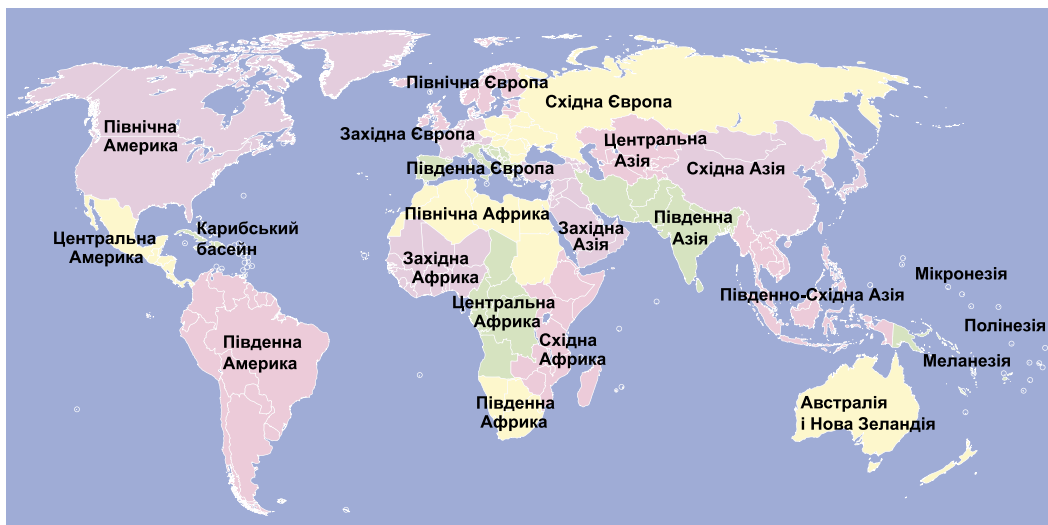 Північна Європа
Східна Європа
Північна
Америка
Західна Європа
Центральна
Азія
Південна Європа
Східна Азія
Північна Африка
Карибський
басейн
Південна
Азія
Західна
Азія
Центральна
Америка
Західна
Африка
Мікронезія
Південно-Східна Азія
Центральна
Африка
Полінезія
Південна
Америка
Східна
Африка
Меланезія
Південна
Африка
Австралія
і Нова Зеландія